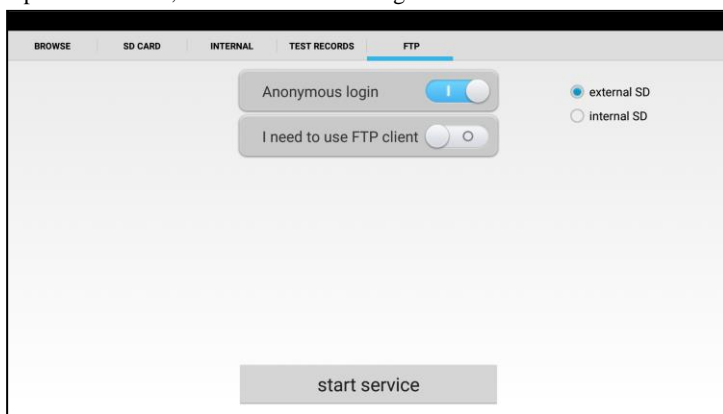 BROWSE SD CARD INTERNAL TEST RECORDS FTP
Anonymous login
external SD
internal SD
I need to use FTP client
start service